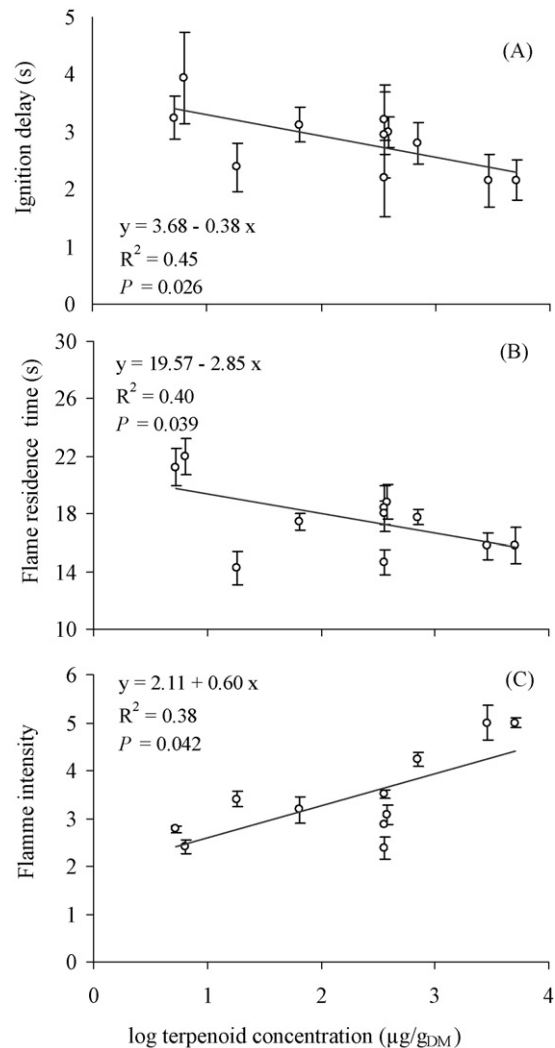 (A)
Ignition delay (s)
5
4
3
2
1
0
y = 3.68 - 0.38 x
R² = 0.45
P = 0.026
(B)
Flame residence time (s)
30
26
22
18
14
10
y = 19.57 - 2.85 x
R² = 0.40
P = 0.039
(C)
Flamme intensity
6
5
4
3
2
1
0
y = 2.11 + 0.60 x
R² = 0.38
P = 0.042
0 1 2 3 4
log terpenoid concentration (µg/gDM)